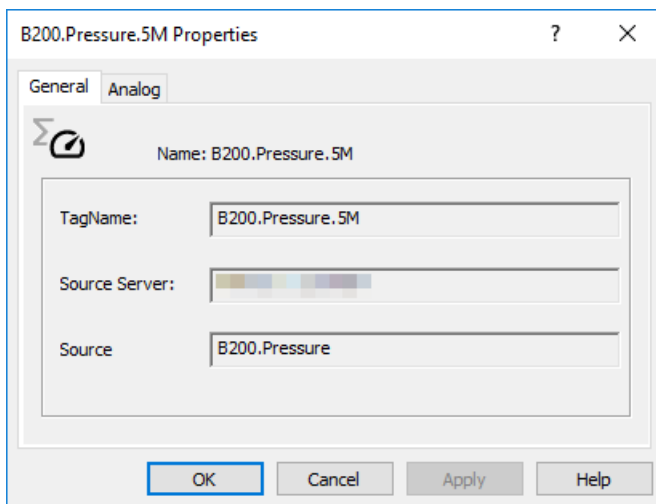 B200.Pressure.5M Properties ?
General Analog
Σ
Name: B200.Pressure.5M
TagName: B200.Pressure.5M
Source Server:
Source B200.Pressure
OK Cancel Apply Help